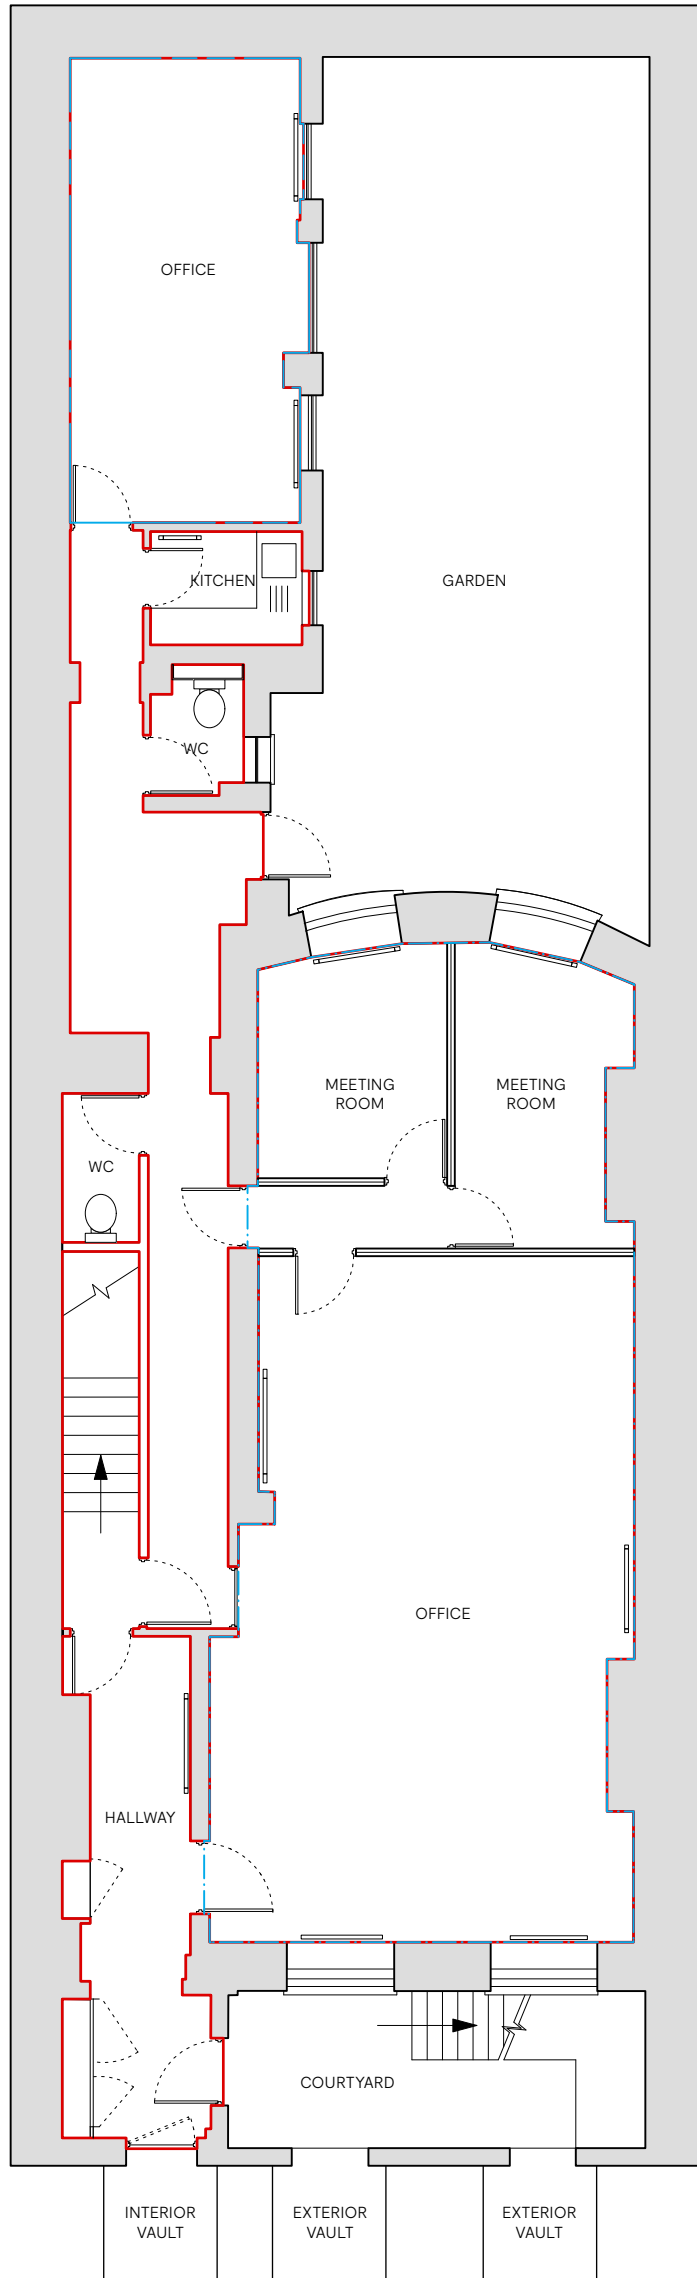 OFFICE
KITCHEN
GARDEN
WC
MEETING
ROOM
MEETING
ROOM
WC
OFFICE
HALLWAY
COURTYARD
INTERIOR
VAULT
EXTERIOR
VAULT
EXTERIOR
VAULT